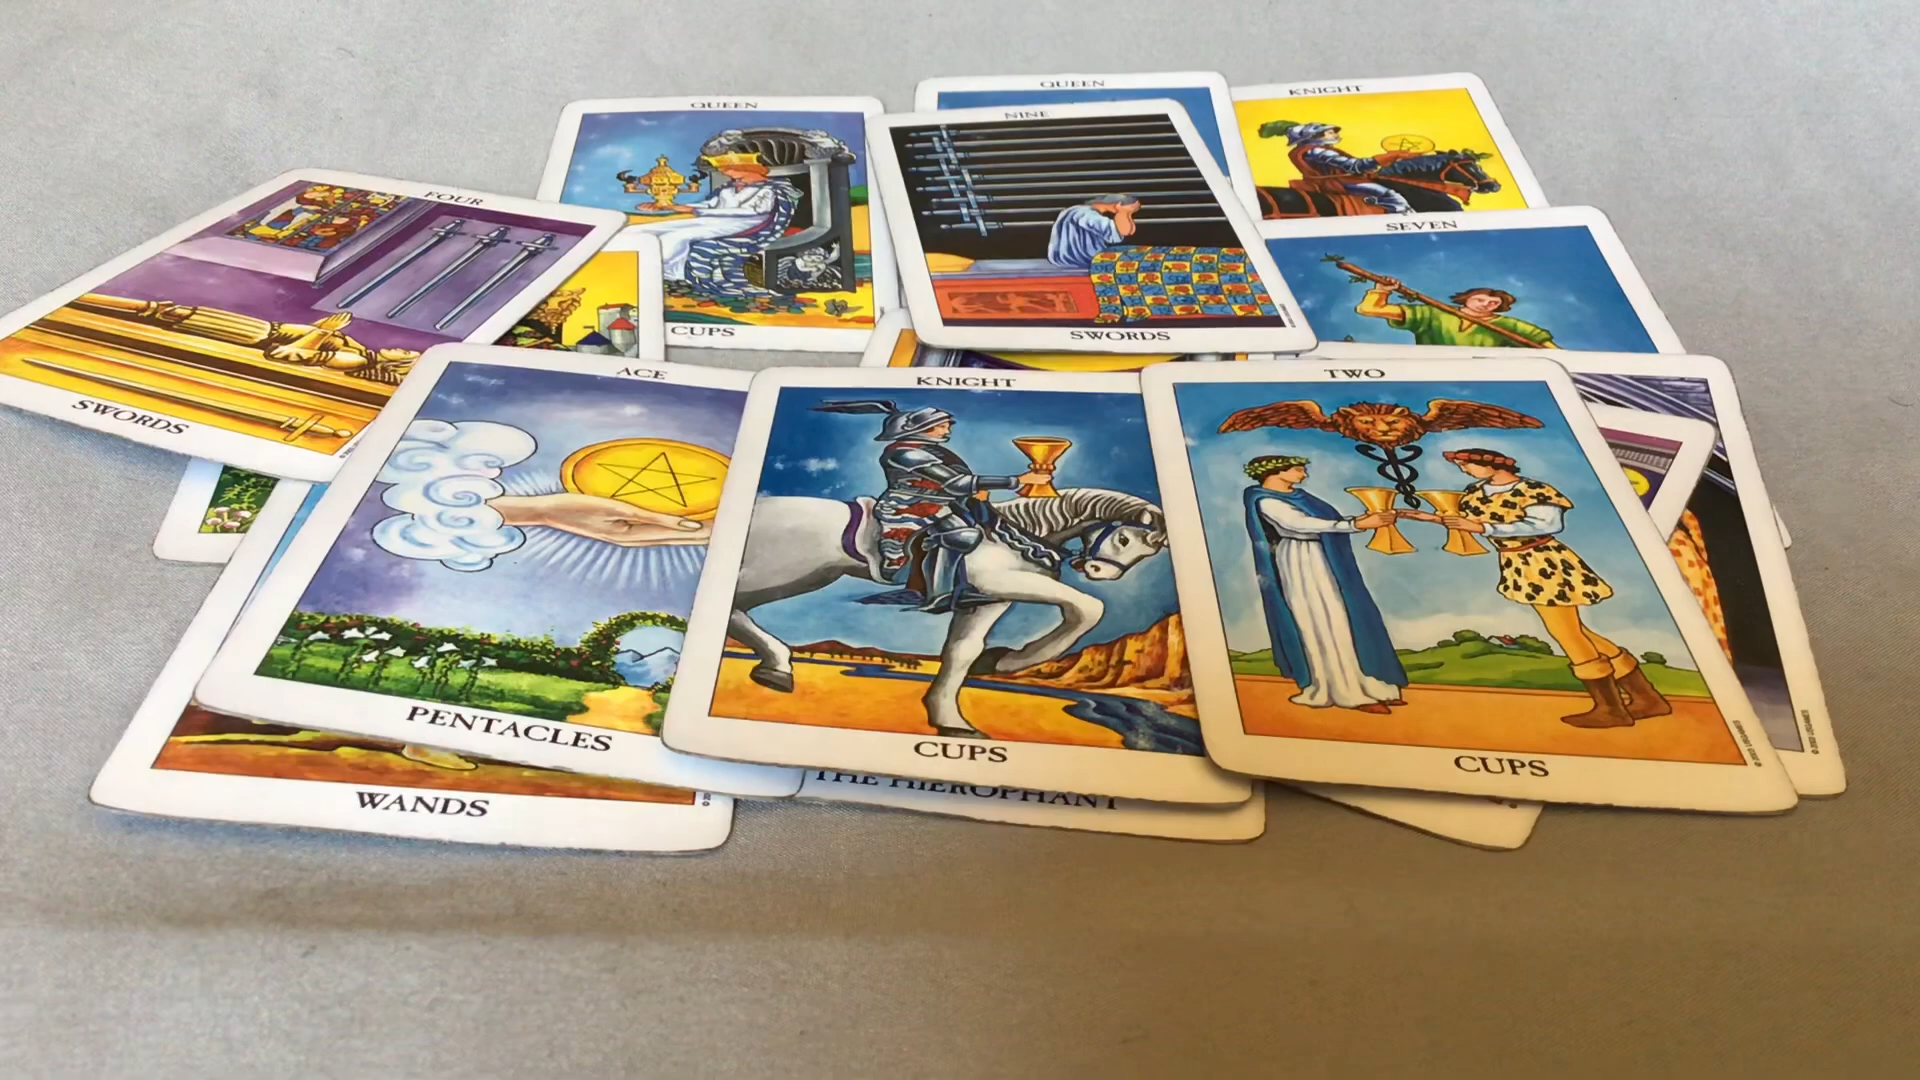 QUEEN
QUEEN
KNIGHT
NINE
FOUR
SEVEN
CUPS
SWORDS
SWORDS
ACE
KNIGHT
TWO
PENTACLES
CUPS
CUPS
WANDS
THE HIEROPHANT